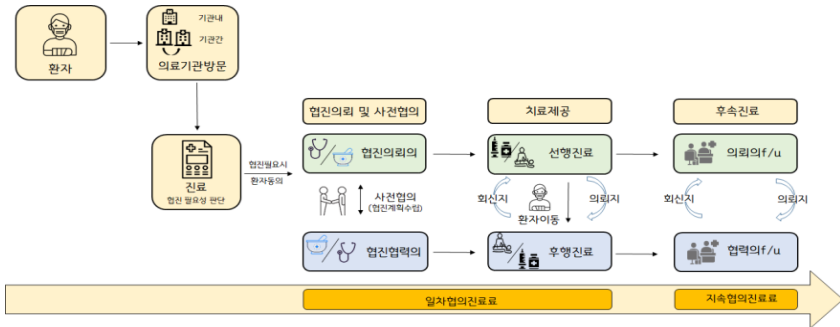 기관내
기관간
환자
의료기관방문
협진의뢰 및 사전협의
치료제공
후속진료
진료
협진 필요성 판단
협진필요시
환자동의
협진의뢰의
선행진료
의뢰의f/u
사전협의
(협진계획수립)
회신지
환자이동
의뢰지
회신지
의뢰지
협진협력의
후행진료
협력의f/u
일차협의진료료
지속협의진료료